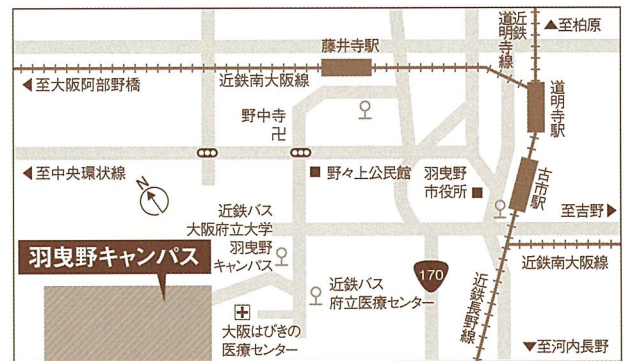 近鉄
道明寺線
▲至柏原
藤井寺駅
◀至大阪阿部野橋
近鉄南大阪線
道明寺駅
野中寺
卍
◀至中央環状線
野々上公民館
羽曳野
市役所
古市駅
N
至吉野▶
近鉄バス
大阪府立大学
羽曳野
キャンパス
近鉄南大阪線
羽曳野キャンパス
170
近鉄バス
府立医療センター
近鉄長野線
大阪はびきの
医療センター
▼至河内長野